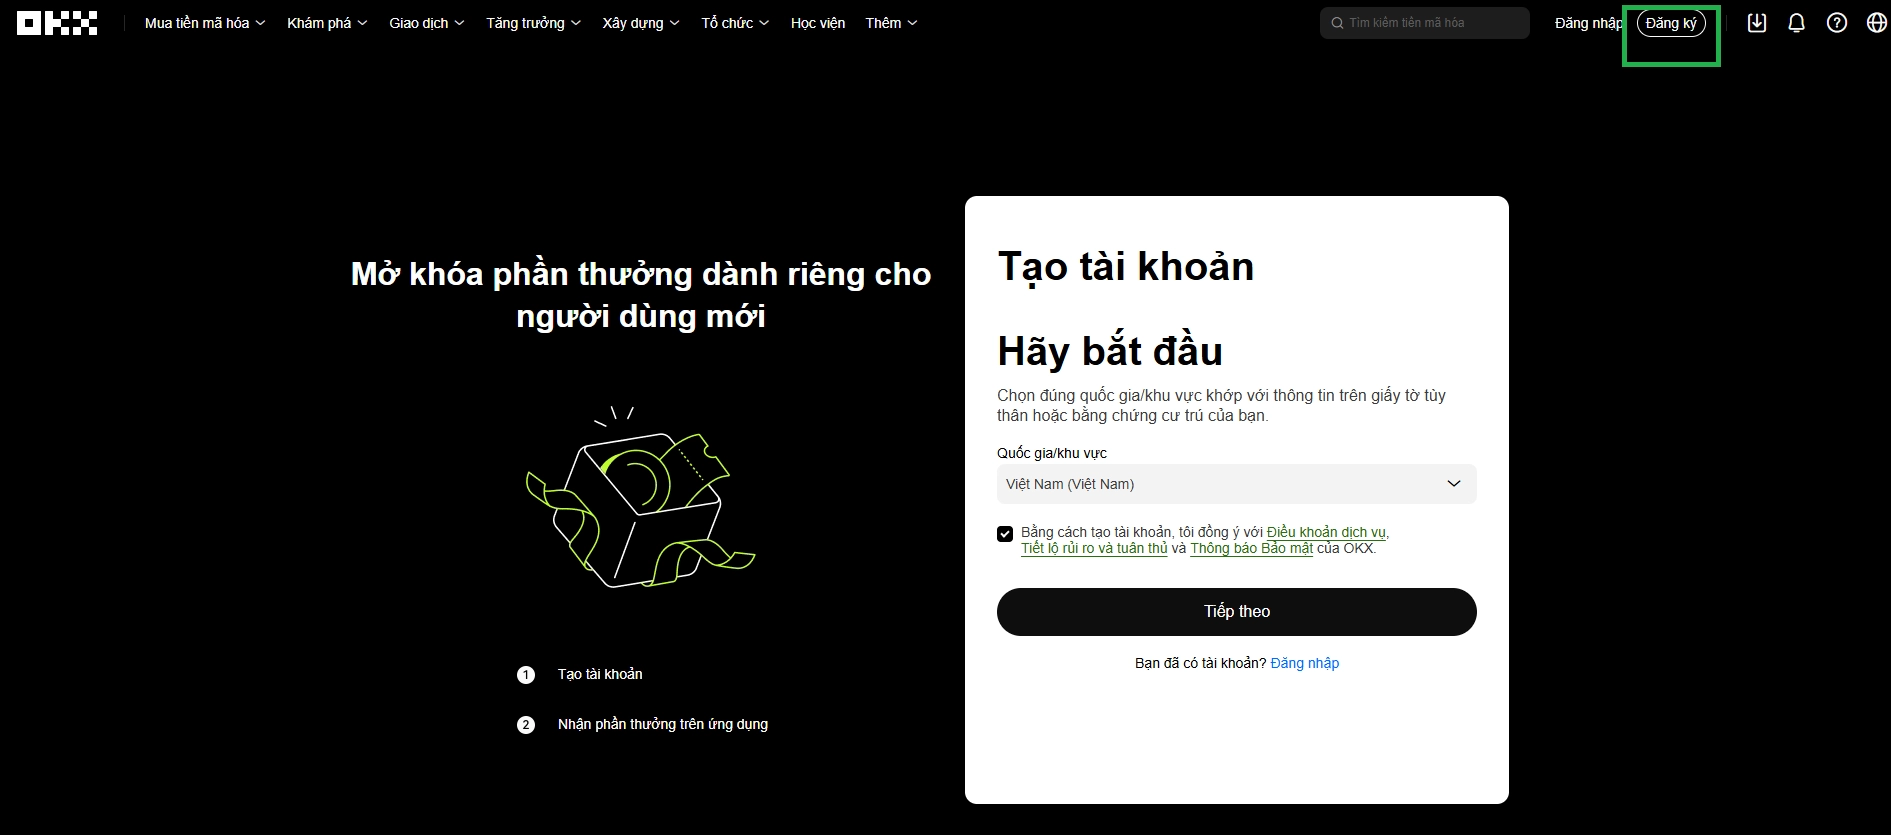 OKX Mua tiền mã hóa Khám phá Giao dịch Tăng trưởng Xây dựng Tổ chức Học viện Thêm Tìm kiếm tiền mã hóa Đăng nhập Đăng ký
Mở khóa phần thưởng dành riêng cho
người dùng mới
1 Tạo tài khoản
2 Nhận phần thưởng trên ứng dụng
Tạo tài khoản
Hãy bắt đầu
Chọn đúng quốc gia/khu vực khớp với thông tin trên giấy tờ tùy
thân hoặc bằng chứng cư trú của bạn.
Quốc gia/khu vực
Việt Nam (Việt Nam)
Bằng cách tạo tài khoản, tôi đồng ý với Điều khoản dịch vụ,
Tiết lộ rủi ro và tuân thủ và Thông báo Bảo mật của OKX.
Tiếp theo
Bạn đã có tài khoản? Đăng nhập